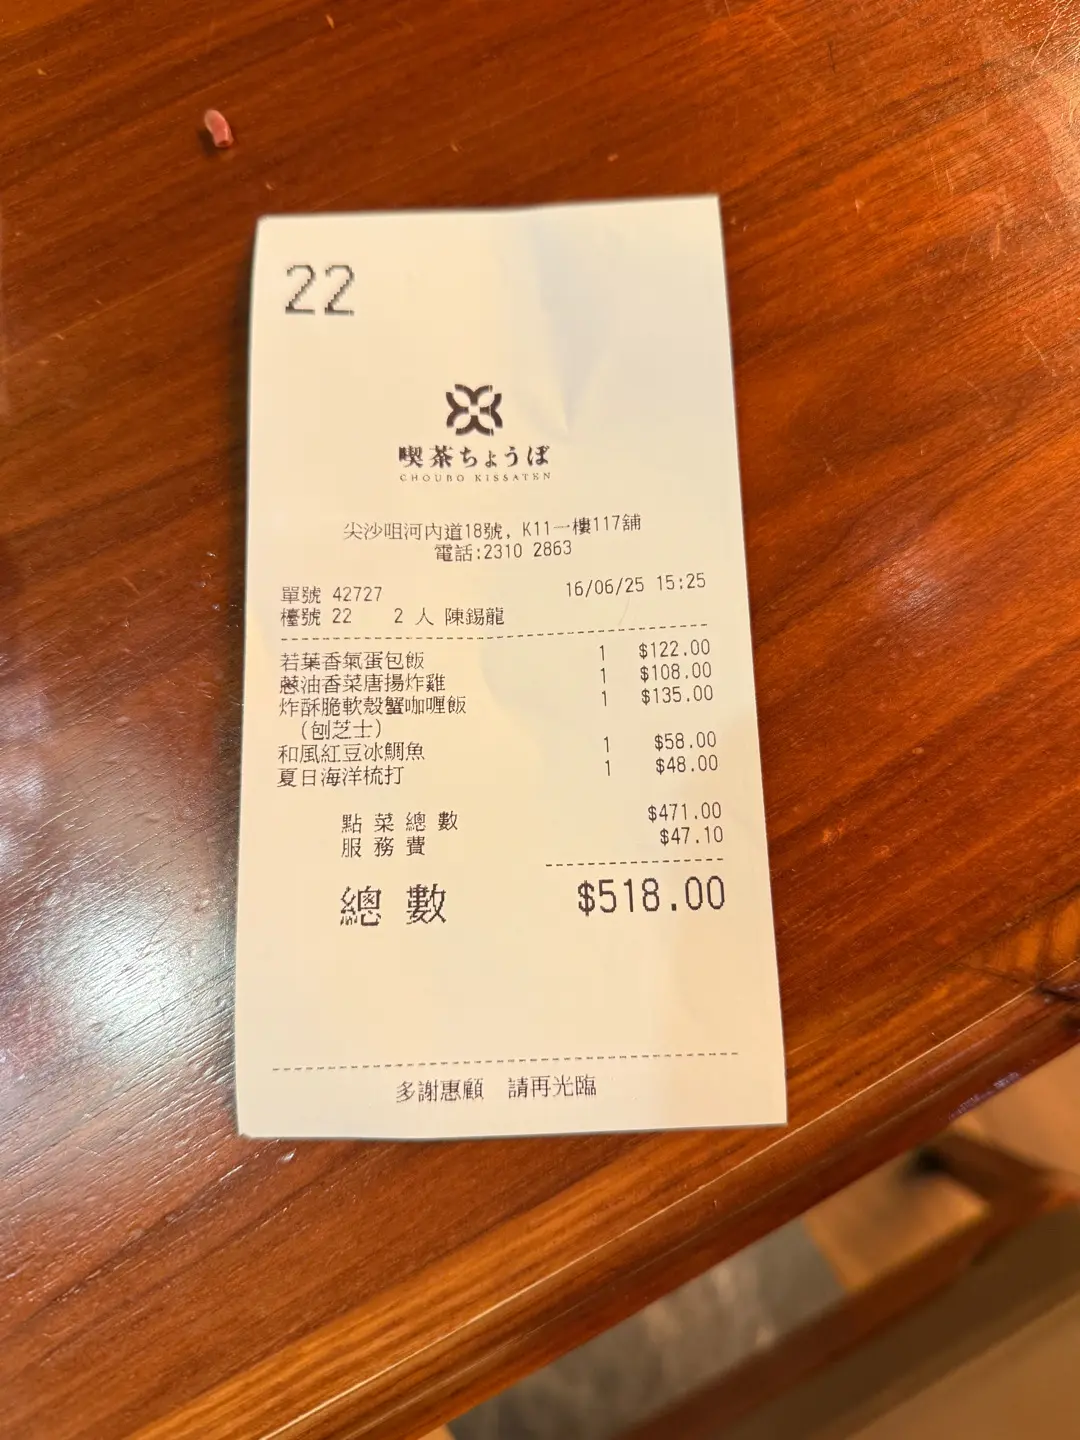 22
喫茶ちょうぼ
CHOUBO KISSATEN
尖沙咀河內道18號, K11一樓117舖
電話:2310 2863
單號 42727 16/06/25 15:25
檯號 22 2 人 陳錫龍
若葉香氣蛋包飯 1 $122.00
蔥油香菜唐揚炸雞 1 $108.00
炸酥脆軟殼蟹咖喱飯 1 $135.00
(刨芝士)
和風紅豆冰鯛魚 1 $58.00
夏日海洋梳打 1 $48.00
點菜總數 $471.00
服務費 $47.10
總數 $518.00
多謝惠顧 請再光臨